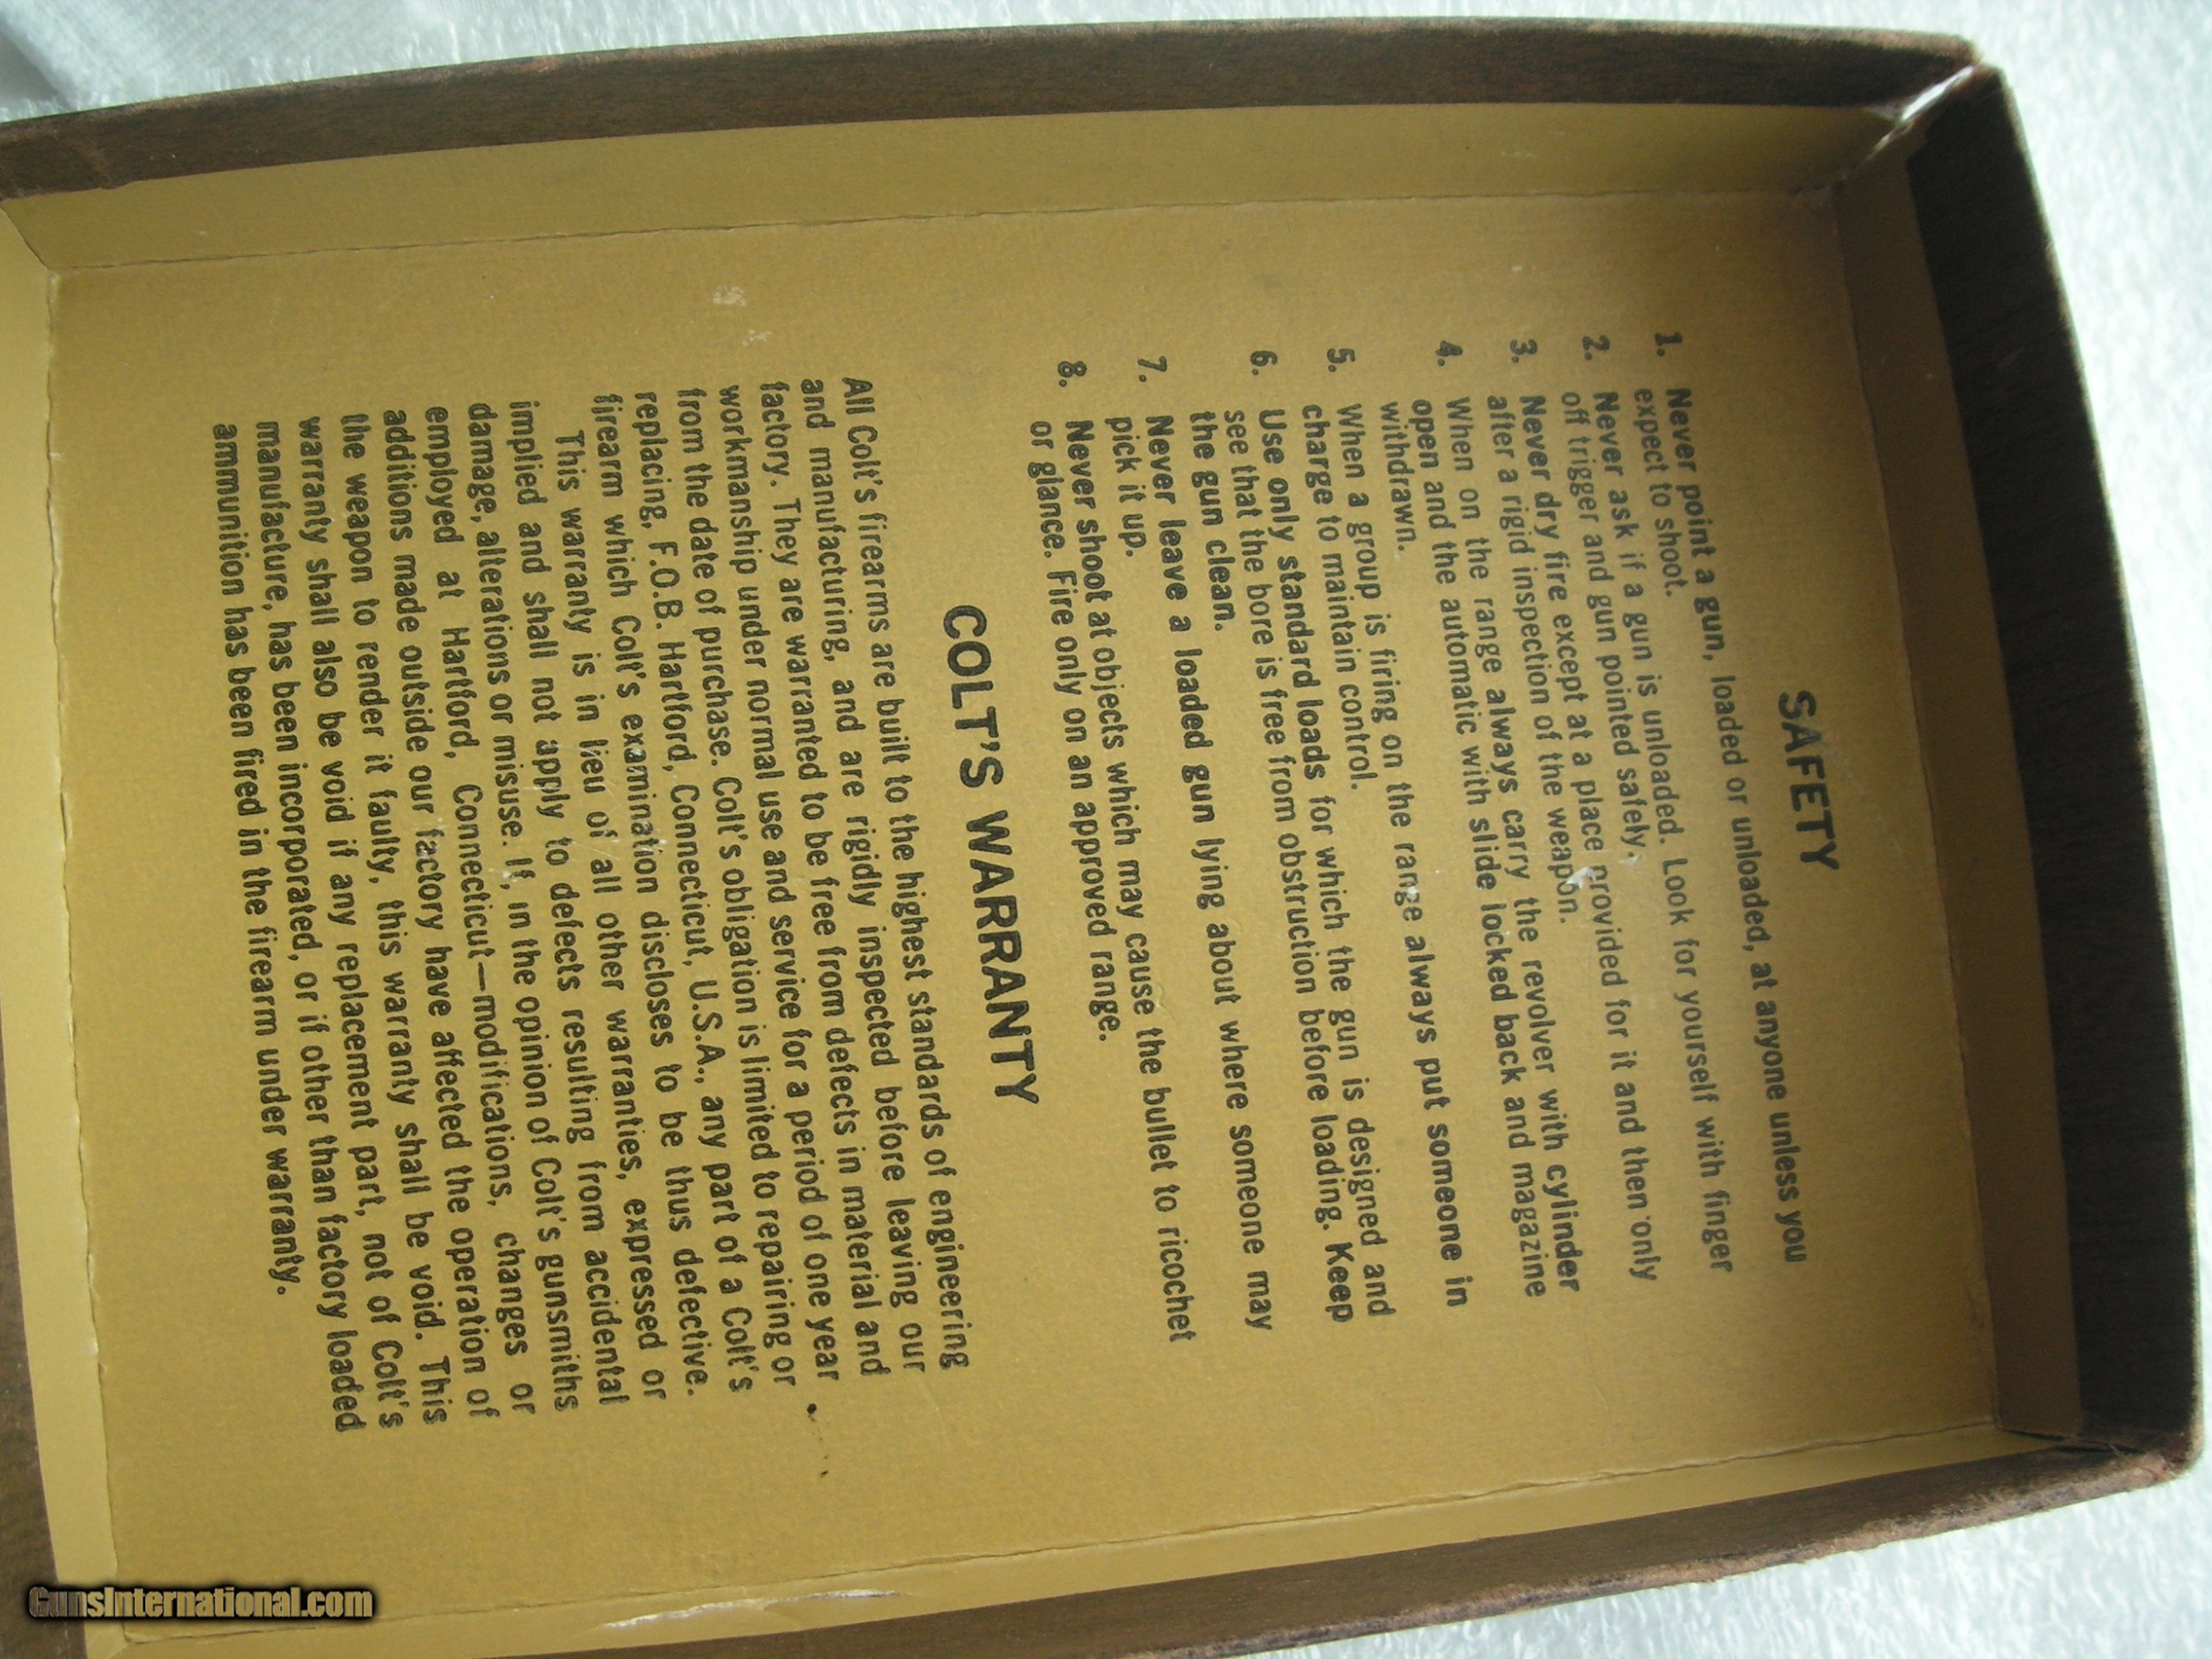 SAFETY
1. Never point a gun, loaded or unloaded, at anyone unless you
expect to shoot.
2. Never ask if a gun is unloaded. Look for yourself with finger
off trigger and gun pointed safely.
3. Never dry fire except at a place provided for it and then only
after a rigid inspection of the weapon.
4. When on the range always carry the revolver with cylinder
open and the automatic with slide locked back and magazine
withdrawn.
5. When a group is firing on the range always put someone in
charge to maintain control.
6. Use only standard loads for which the gun is designed and
see that the bore is free from obstruction before loading. Keep
the gun clean.
7. Never leave a loaded gun lying about where someone may
pick it up.
8. Never shoot at objects which may cause the bullet to ricochet
or glance. Fire only on an approved range.
COLT'S WARRANTY
All Colt's firearms are built to the highest standards of engineering
and manufacturing, and are rigidly inspected before leaving our
factory. They are warranted to be free from defects in material and
workmanship under normal use and service for a period of one year
from the date of purchase. Colt's obligation is limited to repairing or
replacing, F.O.B. Hartford, Connecticut, U.S.A., any part of a Colt's
firearm which Colt's examination discloses to be thus defective.
This warranty is in lieu of all other warranties, expressed or
implied and shall not apply to defects resulting from accidental
damage, alterations or misuse. If, in the opinion of Colt's gunsmiths
employed at Hartford, Connecticut—modifications, changes or
additions made outside our factory have affected the operation of
the weapon to render it faulty, this warranty shall be void. This
warranty shall also be void if any replacement part, not of Colt's
manufacture, has been incorporated, or if other than factory loaded
ammunition has been fired in the firearm under warranty.
GunsInternational.com